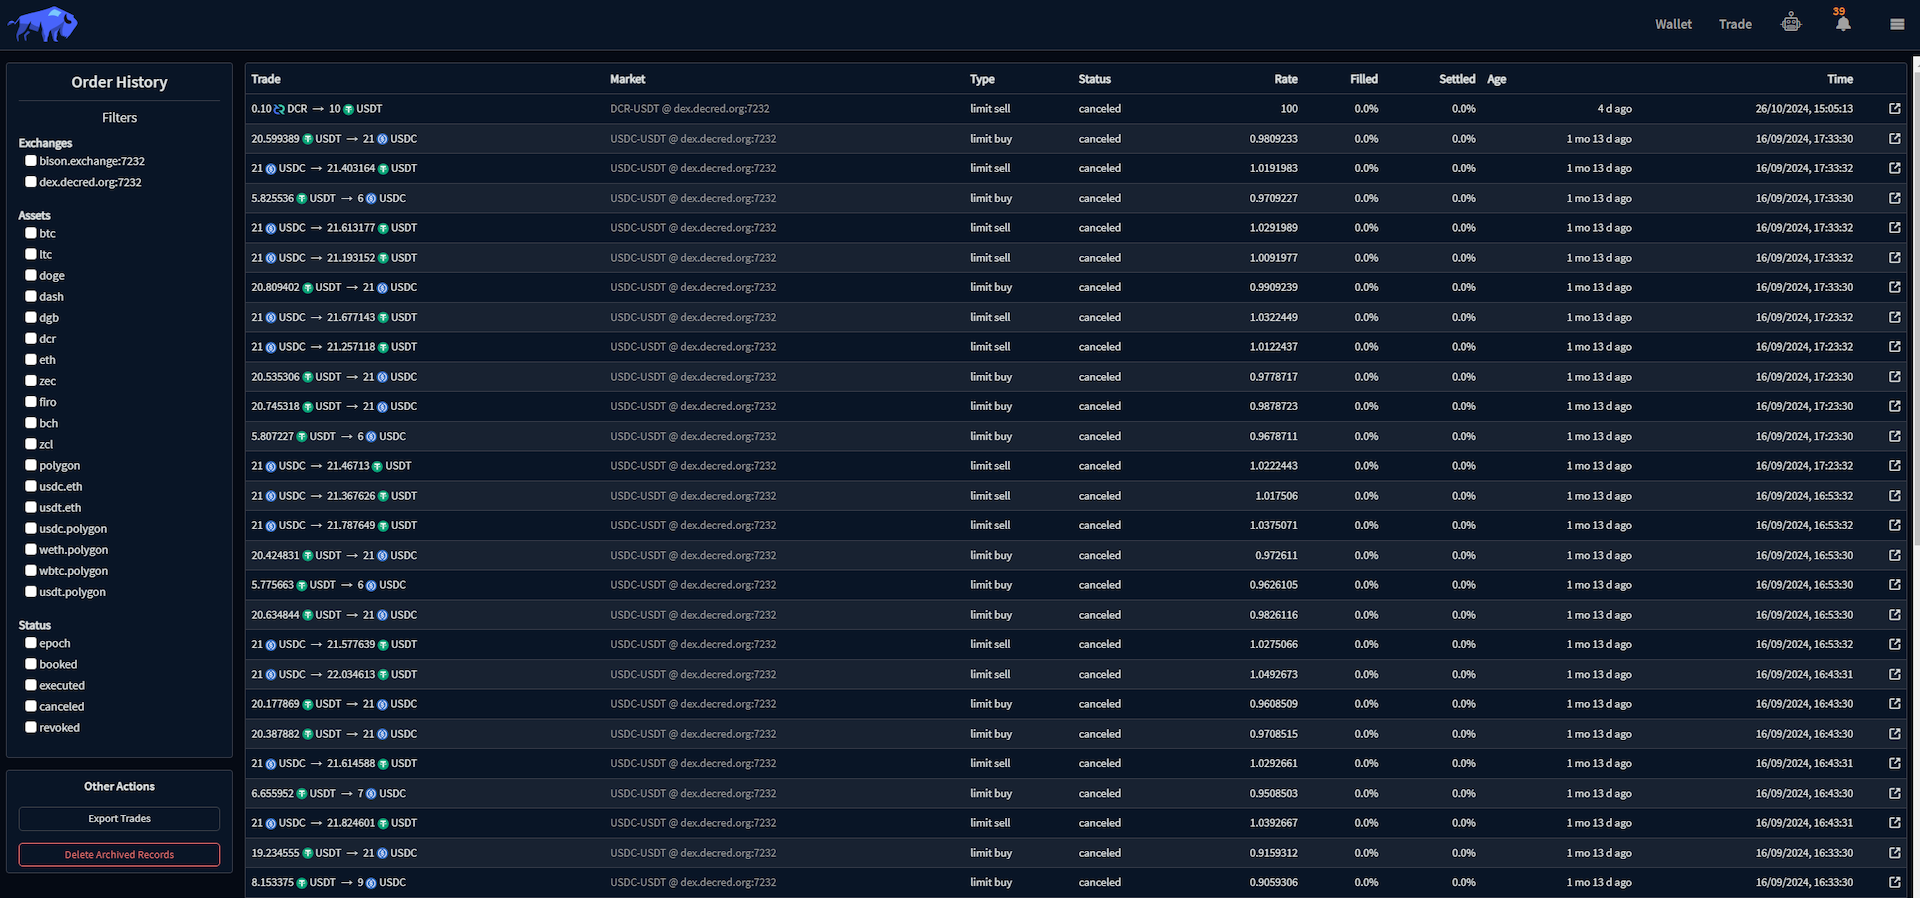 Wallet Trade 39
Order History
Filters
Exchanges
bison.exchange:7232
dex.decred.org:7232
Assets
btc
ltc
doge
dash
dgb
dcr
eth
zec
firo
bch
zcl
polygon
usdc.eth
usdt.eth
usdc.polygon
weth.polygon
wbtc.polygon
usdt.polygon
Status
epoch
booked
executed
canceled
revoked
Other Actions
Export Trades
Delete Archived Records
Trade Market Type Status Rate Filled Settled Age Time
0.10 DCR → 10 USDT DCR-USDT @ dex.decred.org:7232 limit sell canceled 100 0.0% 0.0% 4 d ago 26/10/2024, 15:05:13
20.599389 USDT → 21 USDC USDC-USDT @ dex.decred.org:7232 limit buy canceled 0.9809233 0.0% 0.0% 1 mo 13 d ago 16/09/2024, 17:33:30
21 USDC → 21.403164 USDT USDC-USDT @ dex.decred.org:7232 limit sell canceled 1.0191983 0.0% 0.0% 1 mo 13 d ago 16/09/2024, 17:33:32
5.825536 USDT → 6 USDC USDC-USDT @ dex.decred.org:7232 limit buy canceled 0.9709227 0.0% 0.0% 1 mo 13 d ago 16/09/2024, 17:33:30
21 USDC → 21.613177 USDT USDC-USDT @ dex.decred.org:7232 limit sell canceled 1.0291989 0.0% 0.0% 1 mo 13 d ago 16/09/2024, 17:33:32
21 USDC → 21.193152 USDT USDC-USDT @ dex.decred.org:7232 limit sell canceled 1.0091977 0.0% 0.0% 1 mo 13 d ago 16/09/2024, 17:33:32
20.809402 USDT → 21 USDC USDC-USDT @ dex.decred.org:7232 limit buy canceled 0.9909239 0.0% 0.0% 1 mo 13 d ago 16/09/2024, 17:33:30
21 USDC → 21.677143 USDT USDC-USDT @ dex.decred.org:7232 limit sell canceled 1.0322449 0.0% 0.0% 1 mo 13 d ago 16/09/2024, 17:23:32
21 USDC → 21.257118 USDT USDC-USDT @ dex.decred.org:7232 limit sell canceled 1.0122437 0.0% 0.0% 1 mo 13 d ago 16/09/2024, 17:23:32
20.535306 USDT → 21 USDC USDC-USDT @ dex.decred.org:7232 limit buy canceled 0.9778717 0.0% 0.0% 1 mo 13 d ago 16/09/2024, 17:23:30
20.745318 USDT → 21 USDC USDC-USDT @ dex.decred.org:7232 limit buy canceled 0.9878723 0.0% 0.0% 1 mo 13 d ago 16/09/2024, 17:23:30
5.807227 USDT → 6 USDC USDC-USDT @ dex.decred.org:7232 limit buy canceled 0.9678711 0.0% 0.0% 1 mo 13 d ago 16/09/2024, 17:23:30
21 USDC → 21.46713 USDT USDC-USDT @ dex.decred.org:7232 limit sell canceled 1.0222443 0.0% 0.0% 1 mo 13 d ago 16/09/2024, 17:23:32
21 USDC → 21.367626 USDT USDC-USDT @ dex.decred.org:7232 limit sell canceled 1.017506 0.0% 0.0% 1 mo 13 d ago 16/09/2024, 16:53:32
21 USDC → 21.787649 USDT USDC-USDT @ dex.decred.org:7232 limit sell canceled 1.0375071 0.0% 0.0% 1 mo 13 d ago 16/09/2024, 16:53:32
20.424831 USDT → 21 USDC USDC-USDT @ dex.decred.org:7232 limit buy canceled 0.972611 0.0% 0.0% 1 mo 13 d ago 16/09/2024, 16:53:30
5.775663 USDT → 6 USDC USDC-USDT @ dex.decred.org:7232 limit buy canceled 0.9626105 0.0% 0.0% 1 mo 13 d ago 16/09/2024, 16:53:30
20.634844 USDT → 21 USDC USDC-USDT @ dex.decred.org:7232 limit buy canceled 0.9826116 0.0% 0.0% 1 mo 13 d ago 16/09/2024, 16:53:30
21 USDC → 21.577639 USDT USDC-USDT @ dex.decred.org:7232 limit sell canceled 1.0275066 0.0% 0.0% 1 mo 13 d ago 16/09/2024, 16:53:32
21 USDC → 22.034613 USDT USDC-USDT @ dex.decred.org:7232 limit sell canceled 1.0492673 0.0% 0.0% 1 mo 13 d ago 16/09/2024, 16:43:31
20.177869 USDT → 21 USDC USDC-USDT @ dex.decred.org:7232 limit buy canceled 0.9608509 0.0% 0.0% 1 mo 13 d ago 16/09/2024, 16:43:30
20.387882 USDT → 21 USDC USDC-USDT @ dex.decred.org:7232 limit buy canceled 0.9708515 0.0% 0.0% 1 mo 13 d ago 16/09/2024, 16:43:30
21 USDC → 21.614588 USDT USDC-USDT @ dex.decred.org:7232 limit sell canceled 1.0292661 0.0% 0.0% 1 mo 13 d ago 16/09/2024, 16:43:31
6.655952 USDT → 7 USDC USDC-USDT @ dex.decred.org:7232 limit buy canceled 0.9508503 0.0% 0.0% 1 mo 13 d ago 16/09/2024, 16:43:30
21 USDC → 21.824601 USDT USDC-USDT @ dex.decred.org:7232 limit sell canceled 1.0392667 0.0% 0.0% 1 mo 13 d ago 16/09/2024, 16:43:31
19.234555 USDT → 21 USDC USDC-USDT @ dex.decred.org:7232 limit buy canceled 0.9159312 0.0% 0.0% 1 mo 13 d ago 16/09/2024, 16:33:30
8.153375 USDT → 9 USDC USDC-USDT @ dex.decred.org:7232 limit buy canceled 0.9059306 0.0% 0.0% 1 mo 13 d ago 16/09/2024, 16:33:30